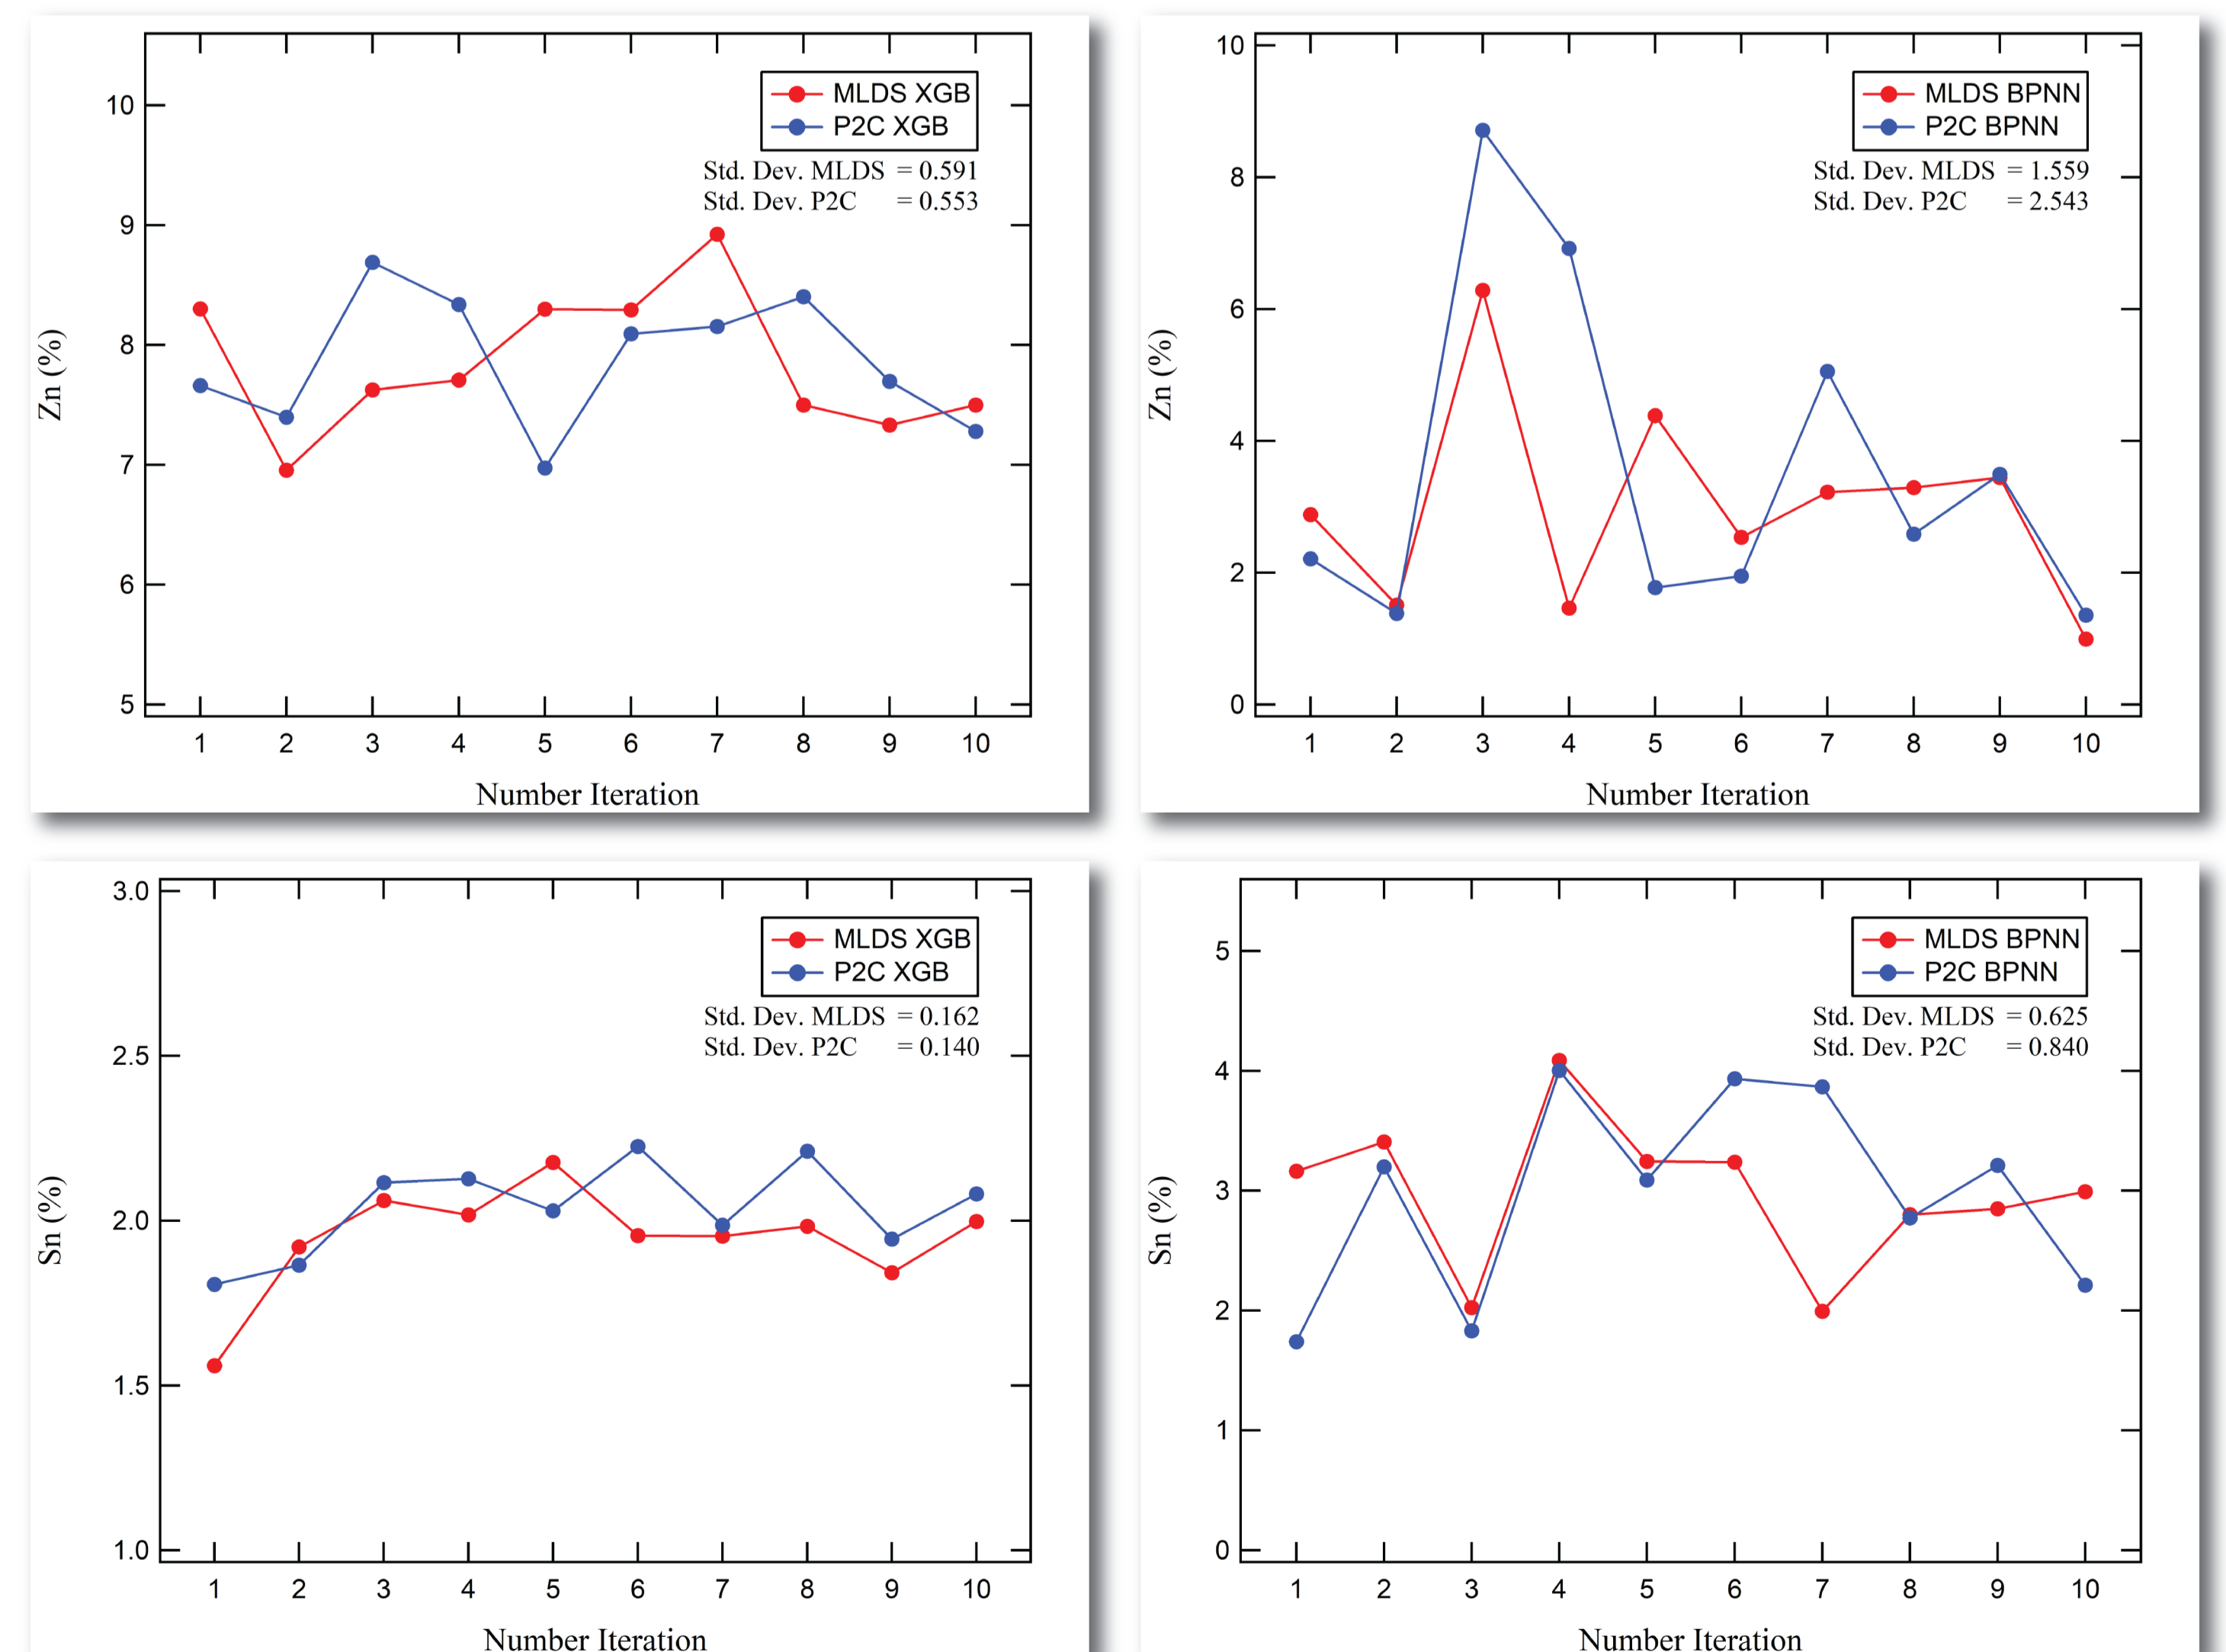 MLDS XGB
P2C XGB
Std. Dev. MLDS = 0.591
Std. Dev. P2C = 0.553
10
9
8
7
6
5
Zn (%)
1 2 3 4 5 6 7 8 9 10
Number Iteration
MLDS BPNN
P2C BPNN
Std. Dev. MLDS = 1.559
Std. Dev. P2C = 2.543
10
8
6
4
2
0
Zn (%)
1 2 3 4 5 6 7 8 9 10
Number Iteration
MLDS XGB
P2C XGB
Std. Dev. MLDS = 0.162
Std. Dev. P2C = 0.140
3.0
2.5
2.0
1.5
1.0
Sn (%)
1 2 3 4 5 6 7 8 9 10
Number Iteration
MLDS BPNN
P2C BPNN
Std. Dev. MLDS = 0.625
Std. Dev. P2C = 0.840
5
4
3
2
1
0
Sn (%)
1 2 3 4 5 6 7 8 9 10
Number Iteration